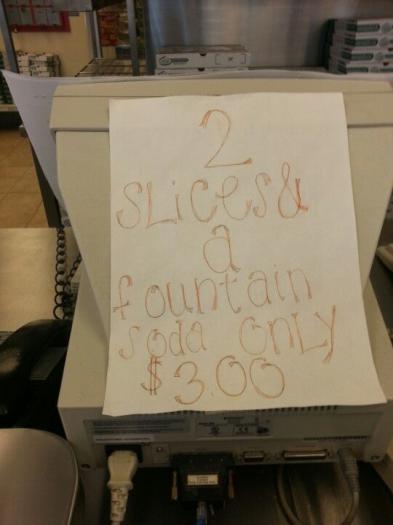 2
SLices &
a
fountain
soda ONLY
$3.00